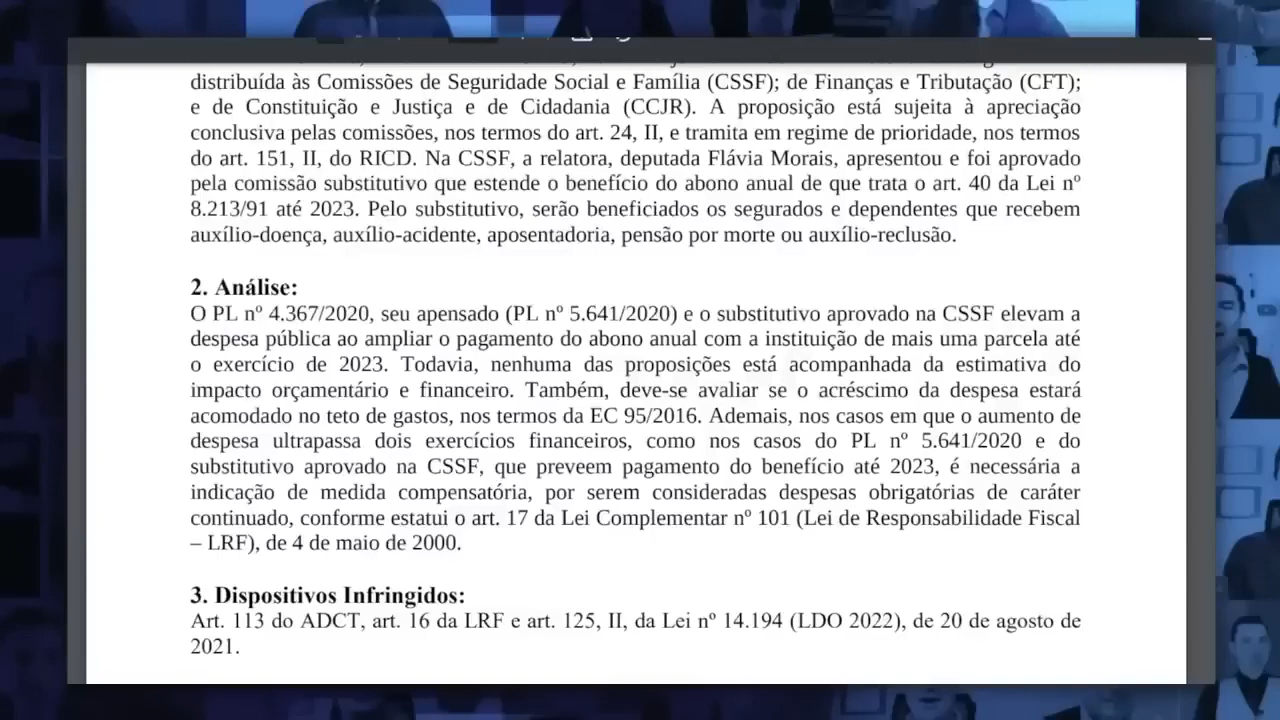 distribuída às Comissões de Seguridade Social e Família (CSSF); de Finanças e Tributação (CFT);
e de Constituição e Justiça e de Cidadania (CCJR). A proposição está sujeita à apreciação
conclusiva pelas comissões, nos termos do art. 24, II, e tramita em regime de prioridade, nos termos
do art. 151, II, do RICD. Na CSSF, a relatora, deputada Flávia Morais, apresentou e foi aprovado
pela comissão substitutivo que estende o benefício do abono anual de que trata o art. 40 da Lei nº
8.213/91 até 2023. Pelo substitutivo, serão beneficiados os segurados e dependentes que recebem
auxílio-doença, auxílio-acidente, aposentadoria, pensão por morte ou auxílio-reclusão.
2. Análise:
O PL nº 4.367/2020, seu apensado (PL nº 5.641/2020) e o substitutivo aprovado na CSSF elevam a
despesa pública ao ampliar o pagamento do abono anual com a instituição de mais uma parcela até
o exercício de 2023. Todavia, nenhuma das proposições está acompanhada da estimativa do
impacto orçamentário e financeiro. Também, deve-se avaliar se o acréscimo da despesa estará
acomodado no teto de gastos, nos termos da EC 95/2016. Ademais, nos casos em que o aumento de
despesa ultrapassa dois exercícios financeiros, como nos casos do PL nº 5.641/2020 e do
substitutivo aprovado na CSSF, que preveem pagamento do benefício até 2023, é necessária a
indicação de medida compensatória, por serem consideradas despesas obrigatórias de caráter
continuado, conforme estatui o art. 17 da Lei Complementar nº 101 (Lei de Responsabilidade Fiscal
– LRF), de 4 de maio de 2000.
3. Dispositivos Infringidos:
Art. 113 do ADCT, art. 16 da LRF e art. 125, II, da Lei nº 14.194 (LDO 2022), de 20 de agosto de
2021.